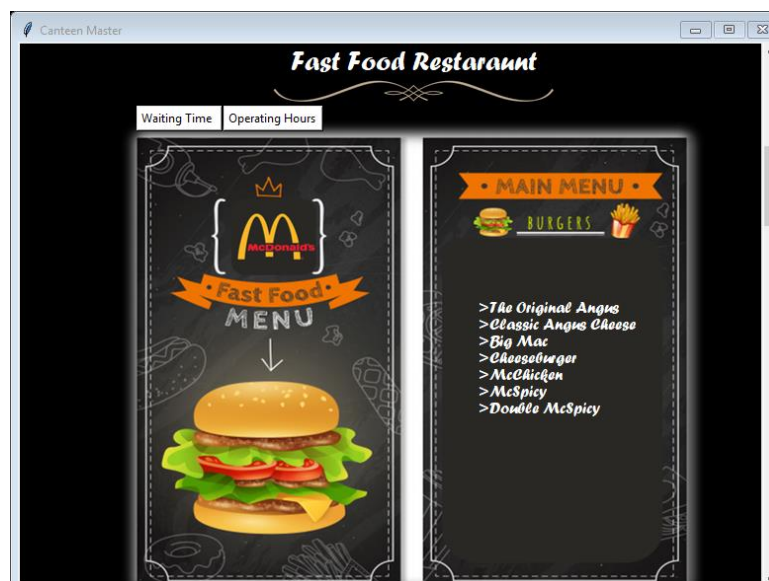 Canteen Master
Fast Food Restaraunt
Waiting Time
Operating Hours
McDonald's
Fast Food
MENU
MAIN MENU
BURGERS
>The Original Angus
>Classic Angus Cheese
>Big Mac
>Cheeseburger
>McChicken
>McSpicy
>Double McSpicy